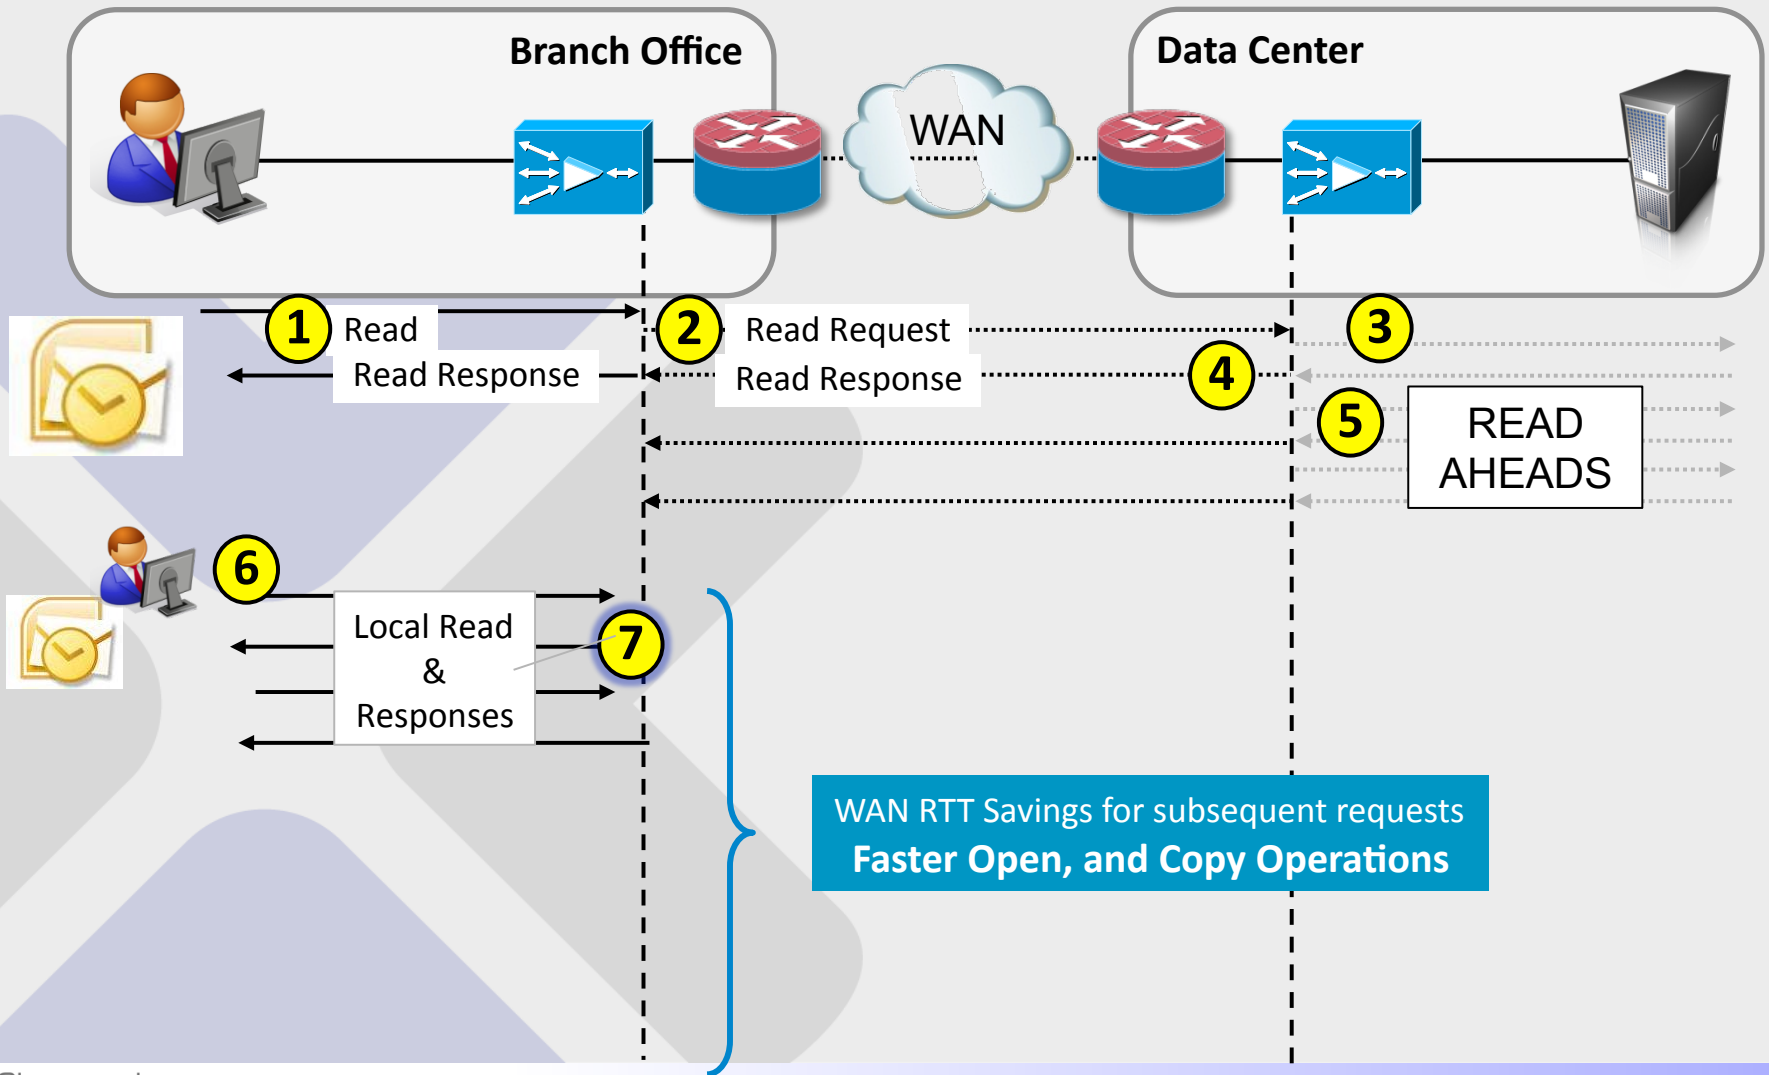 Branch Office
Data Center
WAN
1
Read
2
Read Request
3
Read Response
Read Response
4
5
READ
AHEADS
6
Local Read
&
Responses
7
WAN RTT Savings for subsequent requests
Faster Open, and Copy Operations